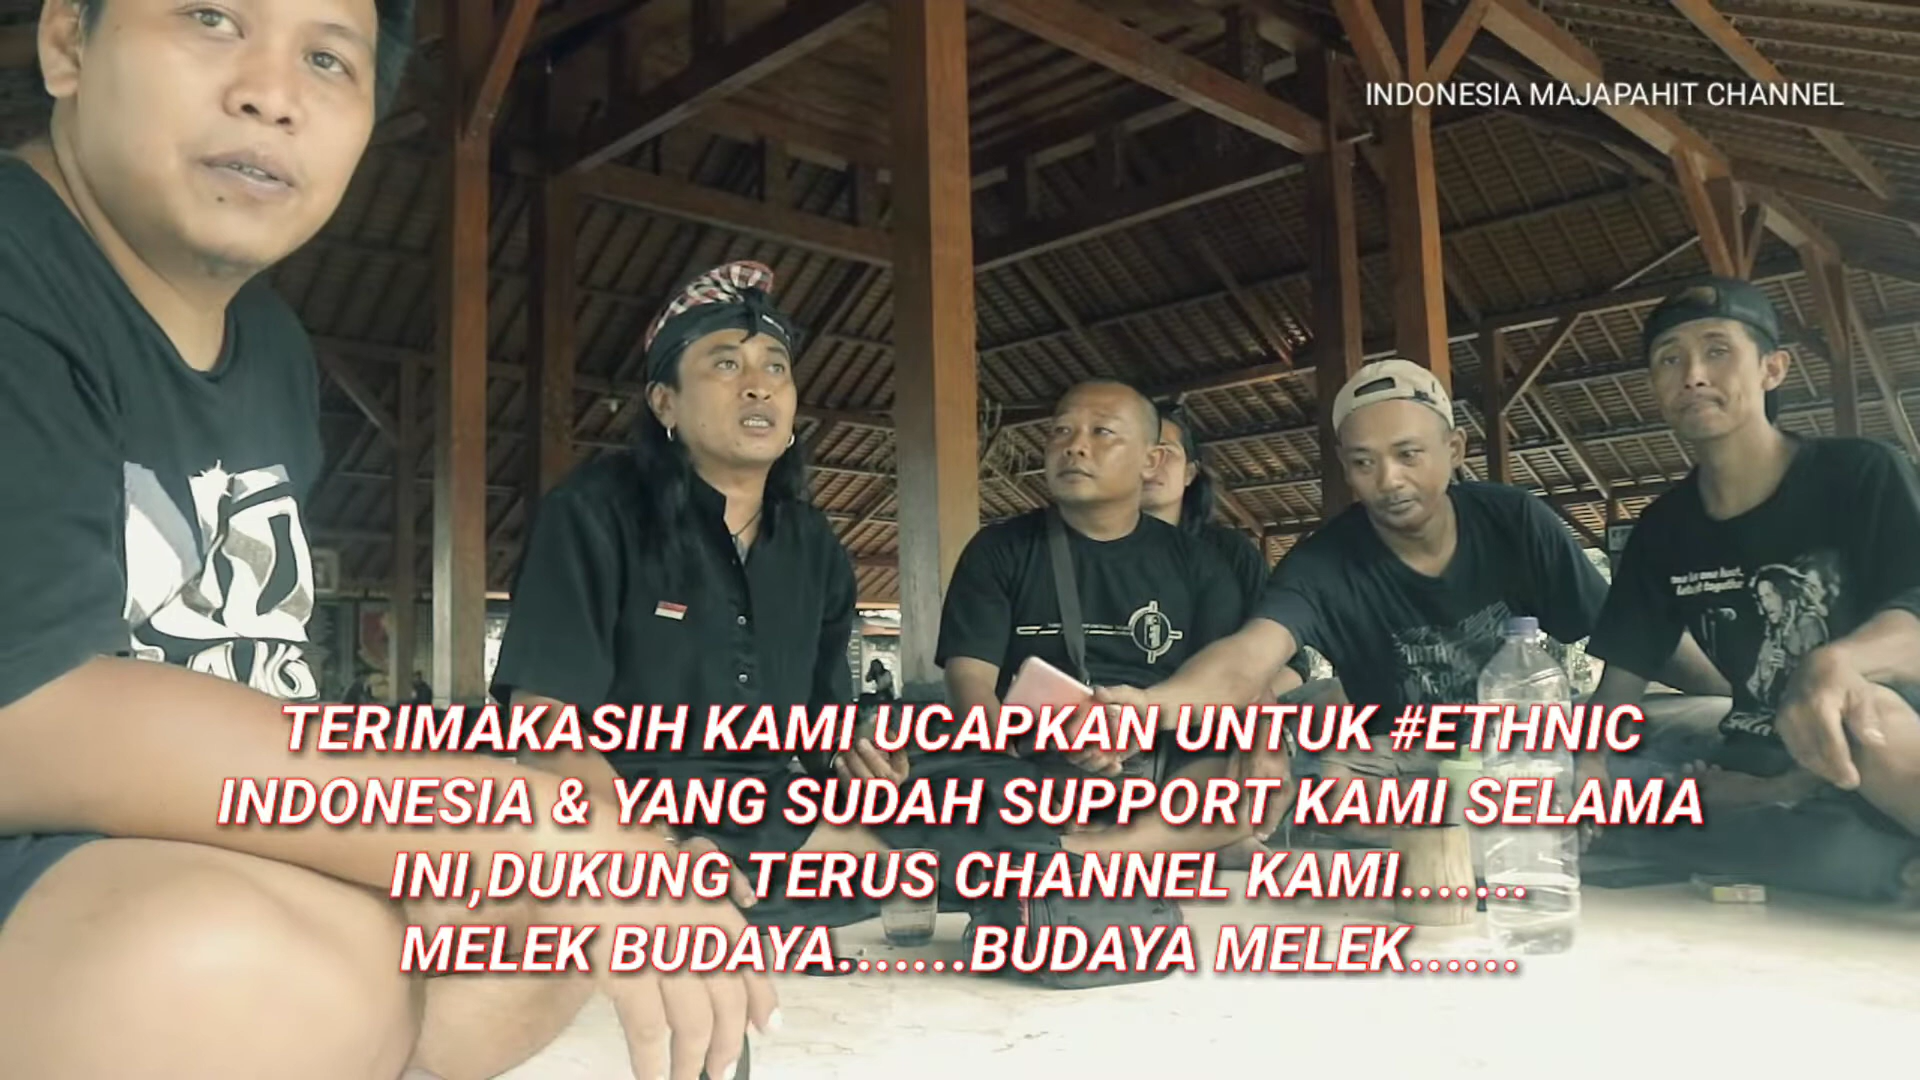 INDONESIA MAJAPAHIT CHANNEL
TERIMAKASIH KAMI UCAPKAN UNTUK #ETHNIC
INDONESIA & YANG SUDAH SUPPORT KAMI SELAMA
INI,DUKUNG TERUS CHANNEL KAMI.......
MELEK BUDAYA.......BUDAYA MELEK......